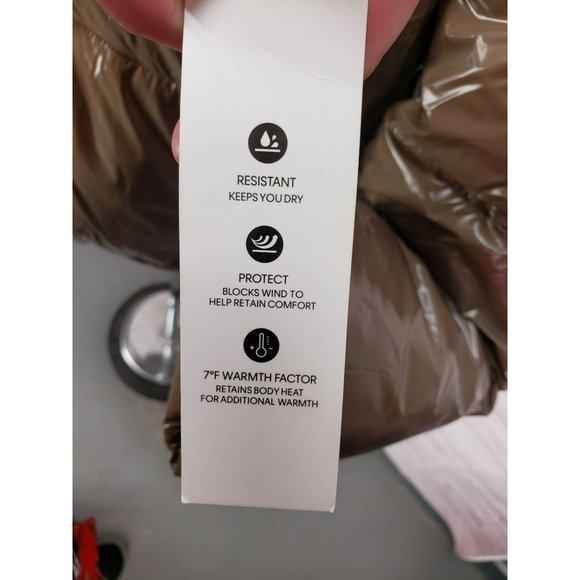 RESISTANT
KEEPS YOU DRY
PROTECT
BLOCKS WIND TO
HELP RETAIN COMFORT
7°F WARMTH FACTOR
RETAINS BODY HEAT
FOR ADDITIONAL WARMTH